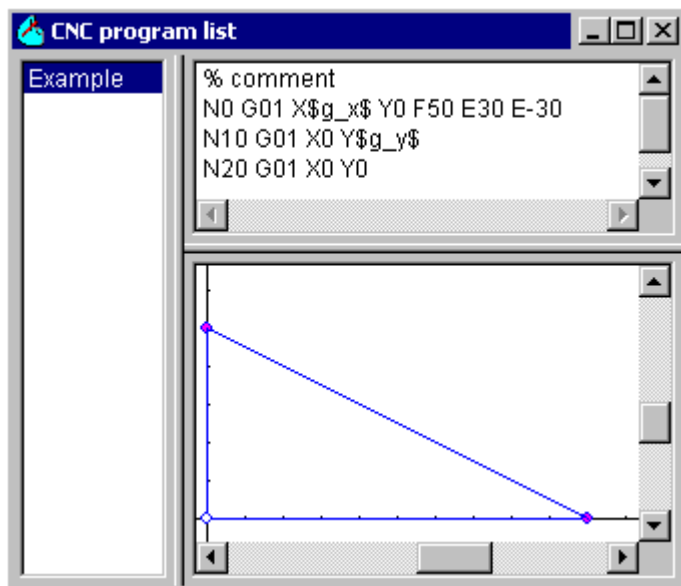 CNC program list
Example
% comment
N0 G01 X$g_x$ Y0 F50 E30 E-30
N10 G01 X0 Y$g_y$
N20 G01 X0 Y0